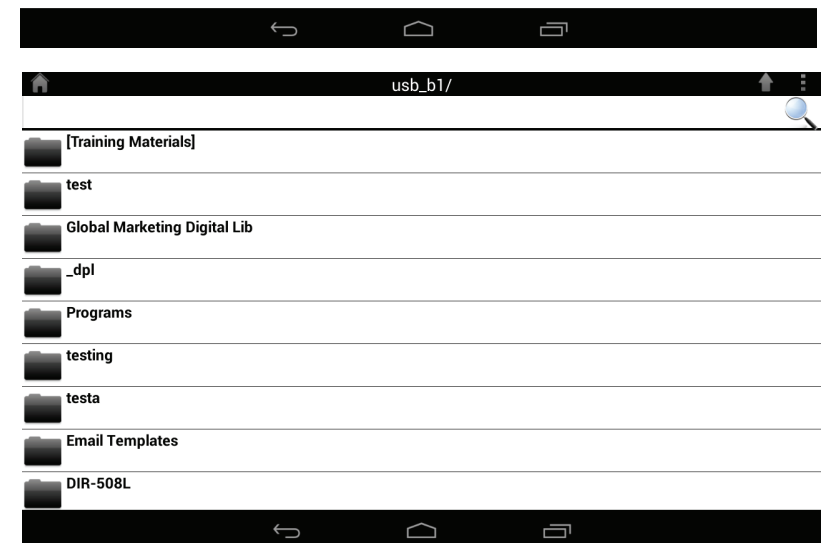 usb_b1/
[Training Materials]
test
Global Marketing Digital Lib
_dpl
Programs
testing
testa
Email Templates
DIR-508L